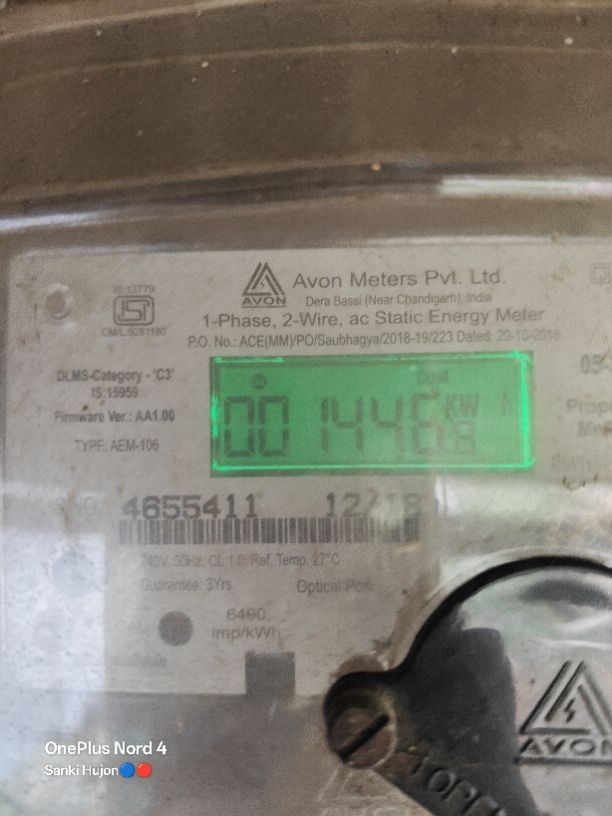 IS:13779
CM/L:9281180
AVON
Avon Meters Pvt. Ltd.
Dera Bassi (Near Chandigarh), India
1-Phase, 2-Wire, ac Static Energy Meter
P.O. No.: ACE(MM)/PO/Saubhagya/2018-19/223 Dated: 29-10-2018
DLMS-Category - 'C3'
IS:15959
Firmware Ver.: AA1.00
TYPE: AEM-106
CUM
001446
KW h
4655411 12/18
240V, 50Hz, CL 1.0, Ref. Temp. 27°C
Guarantee: 3Yrs Optical Port
CAL
6400
imp/kWh
available
AVON
OnePlus Nord 4
Sanki Hujon🔵🔴